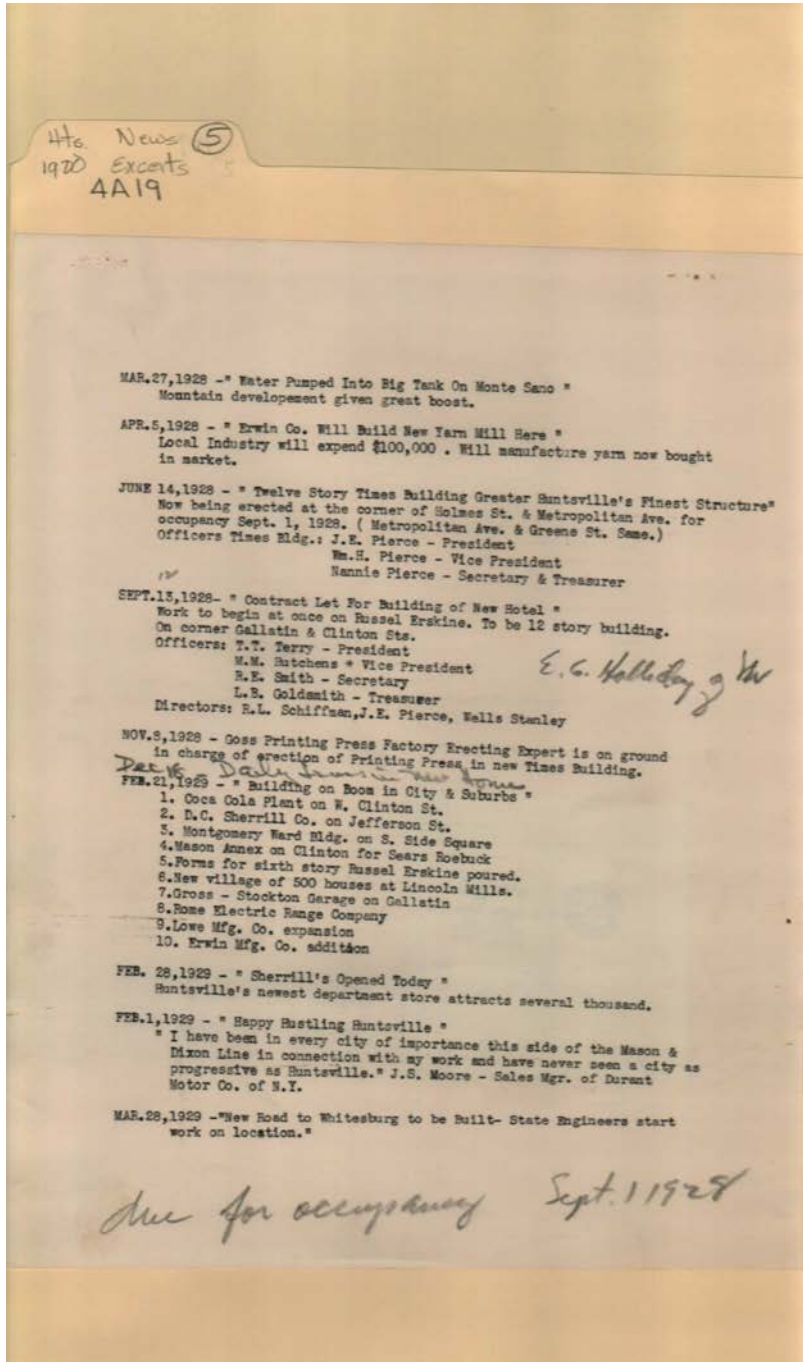 Hts. News ⑤
1920 Excerts
4A19
MAR.27,1928 -" Water Pumped Into Big Tank On Monte Sano "
Mountain developement given great boost.
APR.5,1928 - " Erwin Co. Will Build New Yarn Mill Here "
Local Industry will expend $100,000 . Will manufacture yarn now bought
in market.
JUNE 14,1928 - " Twelve Story Times Building Greater Huntsville's Finest Structure"
Now being erected at the corner of Holmes St. & Metropolitan Ave. for
occupancy Sept. 1, 1928. ( Metropolitan Ave. & Greene St. Same.)
Officers Times Bldg.: J.E. Pierce - President
Wm.H. Pierce - Vice President
Nannie Pierce - Secretary & Treasurer
12
SEPT.13,1928- " Contract Let For Building of New Hotel "
Work to begin at once on Russel Erskine. To be 12 story building.
On corner Gallatin & Clinton Sts.
Officers: T.T. Terry - President
M.M. Hutchens * Vice President
R.E. Smith - Secretary
L.B. Goldsmith - Treasurer
E. G. Holladay
Directors: R.L. Schiffman,J.E. Pierce, Wells Stanley
NOV.8,1928 - Goss Printing Press Factory Erecting Expert is on ground
in charge of erection of Printing Press in new Times Building.
Dec - Daily Times in new home
FEB.21,1929 - " Building on Boom in City & Suburbs "
1. Coca Cola Plant on W. Clinton St.
2. D.C. Sherrill Co. on Jefferson St.
3. Montgomery Ward Bldg. on S. Side Square
4.Mason Annex on Clinton for Sears Roebuck
5.Forms for sixth story Russel Erskine poured.
6.New village of 500 houses at Lincoln Mills.
7.Gross - Stockton Garage on Gallatin
8.Rome Electric Range Company
9.Lowe Mfg. Co. expansion
10. Erwin Mfg. Co. addition
FEB. 28,1929 - " Sherrill's Opened Today "
Huntsville's newest department store attracts several thousand.
FEB.1,1929 - " Happy Hustling Huntsville "
" I have been in every city of importance this side of the Mason &
Dixon Line in connection with my work and have never seen a city as
progressive as Huntsville." J.S. Moore - Sales Mgr. of Durant
Motor Co. of N.Y.
MAR.28,1929 -"New Road to Whitesburg to be Built- State Engineers start
work on location."
due for occupancy Sept. 1 1928